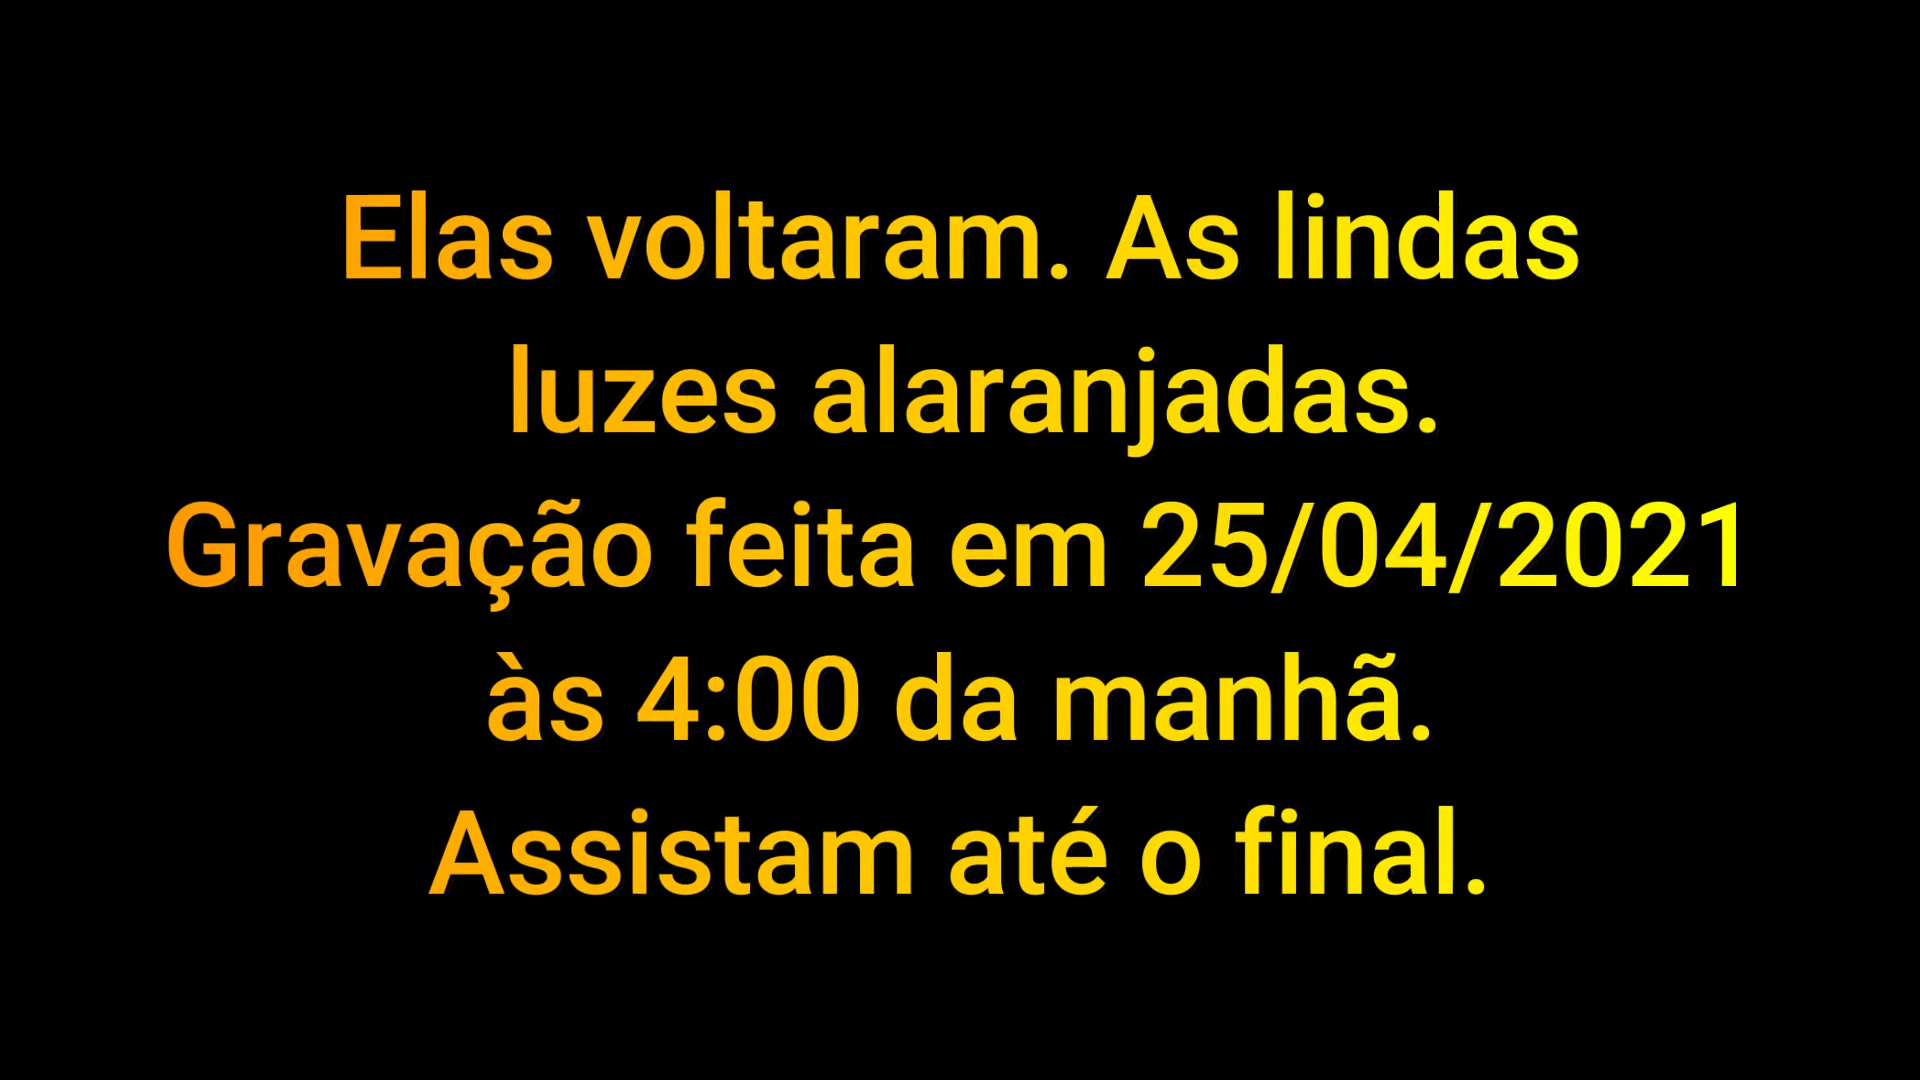 Elas voltaram. As lindas
luzes alaranjadas.
Gravação feita em 25/04/2021
às 4:00 da manhã.
Assistam até o final.